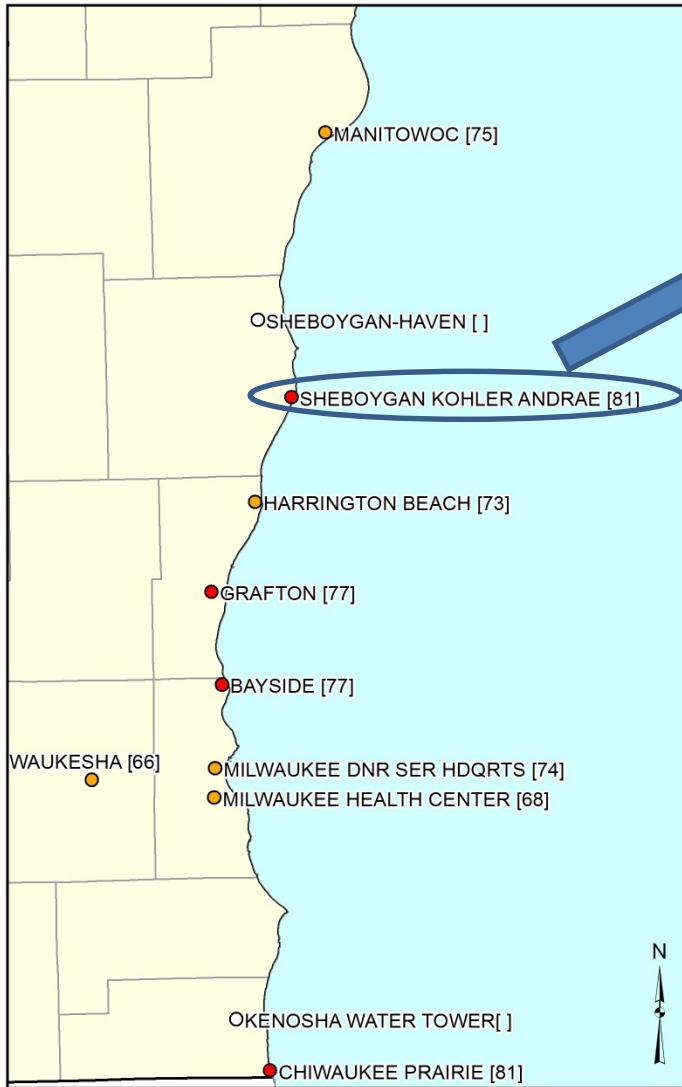 MANITOWOC [75]
SHEBOYGAN-HAVEN [ ]
SHEBOYGAN KOHLER ANDRAE [81]
HARRINGTON BEACH [73]
GRAFTON [77]
BAYSIDE [77]
WAUKESHA [66]
MILWAUKEE DNR SER HDQRTS [74]
MILWAUKEE HEALTH CENTER [68]
N
KENOSHA WATER TOWER[ ]
CHIWAUKEE PRAIRIE [81]